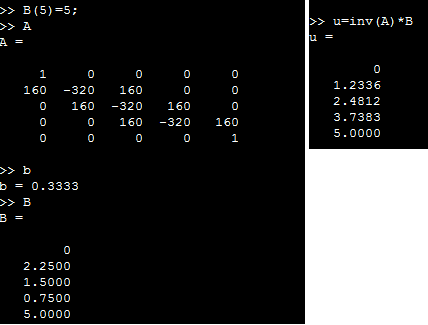 >> B(5)=5;
>> A
A =
1 0 0 0 0
160 -320 160 0 0
0 160 -320 160 0
0 0 160 -320 160
0 0 0 0 1
>> b
b = 0.3333
>> B
B =
0
2.2500
1.5000
0.7500
5.0000
>> u=inv(A)*B
u =
0
1.2336
2.4812
3.7383
5.0000